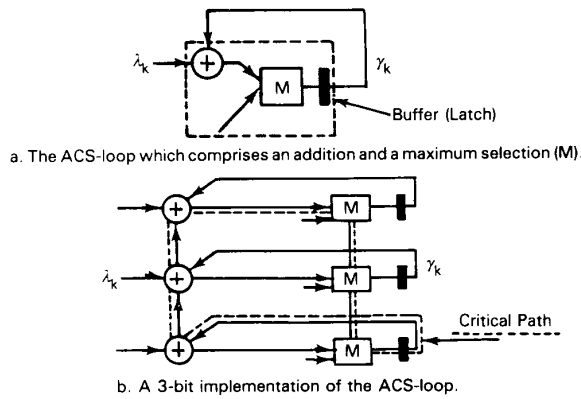 λk
+
M
γk
Buffer (Latch)
a. The ACS-loop which comprises an addition and a maximum selection (M).
+
M
λk
+
M
γk
Critical Path
+
M
b. A 3-bit implementation of the ACS-loop.